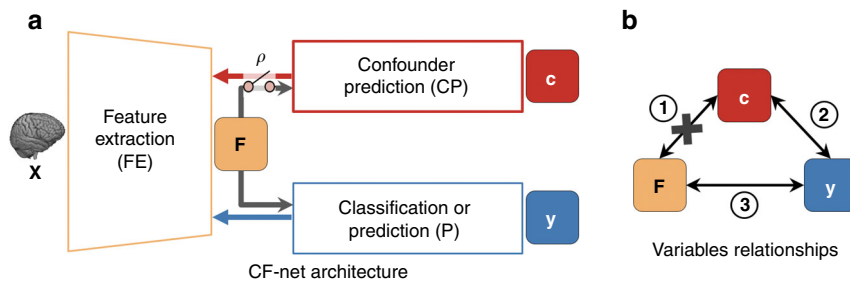 a
b
ρ
Confounder
prediction (CP)
c
Feature
extraction
(FE)
X
F
Classification or
prediction (P)
y
CF-net architecture
c
1
2
F
y
3
Variables relationships